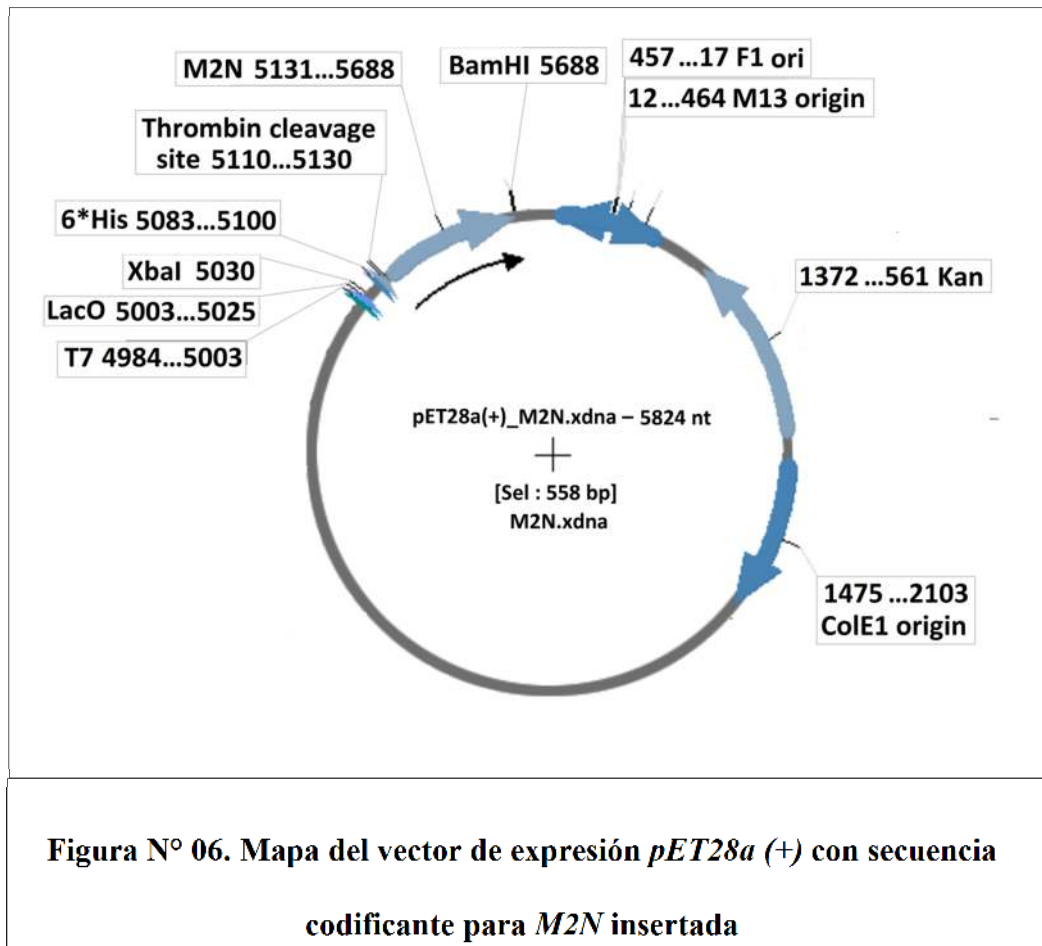 M2N 5131...5688
BamHI 5688
457...17 F1 ori
12...464 M13 origin
Thrombin cleavage
site 5110...5130
6*His 5083...5100
XbaI 5030
LacO 5003...5025
T7 4984...5003
1372 ...561 Kan
pET28a(+)_M2N.xdna – 5824 nt
[Sel : 558 bp]
M2N.xdna
1475 ...2103
ColE1 origin
Figura N° 06. Mapa del vector de expresión pET28a (+) con secuencia
codificante para M2N insertada